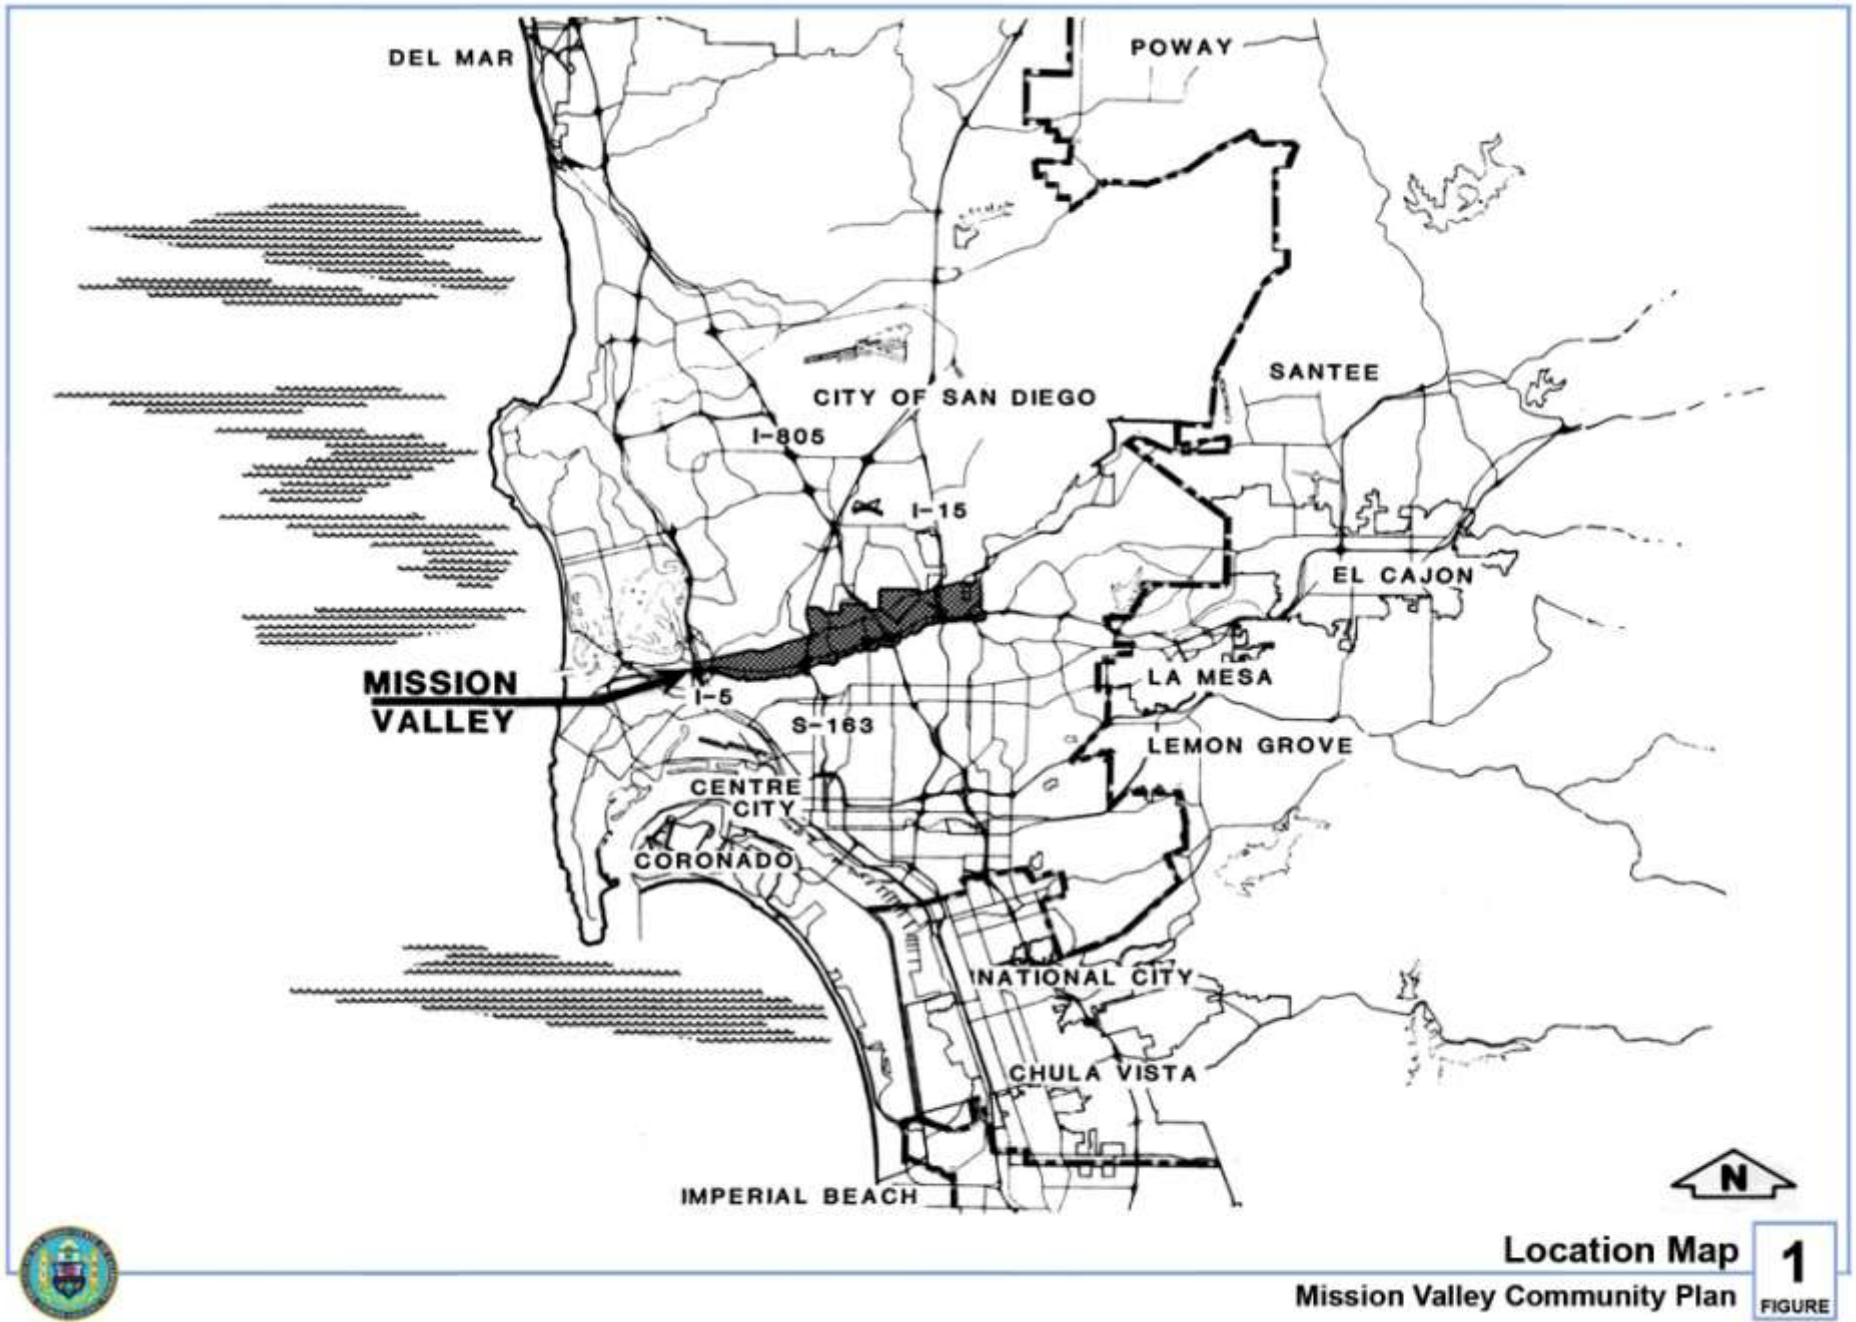 DEL MAR
POWAY
SANTEE
CITY OF SAN DIEGO
I-805
I-15
EL CAJON
MISSION
VALLEY
I-5
LA MESA
S-163
LEMON GROVE
CENTRE
CITY
CORONADO
NATIONAL CITY
CHULA VISTA
IMPERIAL BEACH
N
Location Map
Mission Valley Community Plan
1
FIGURE